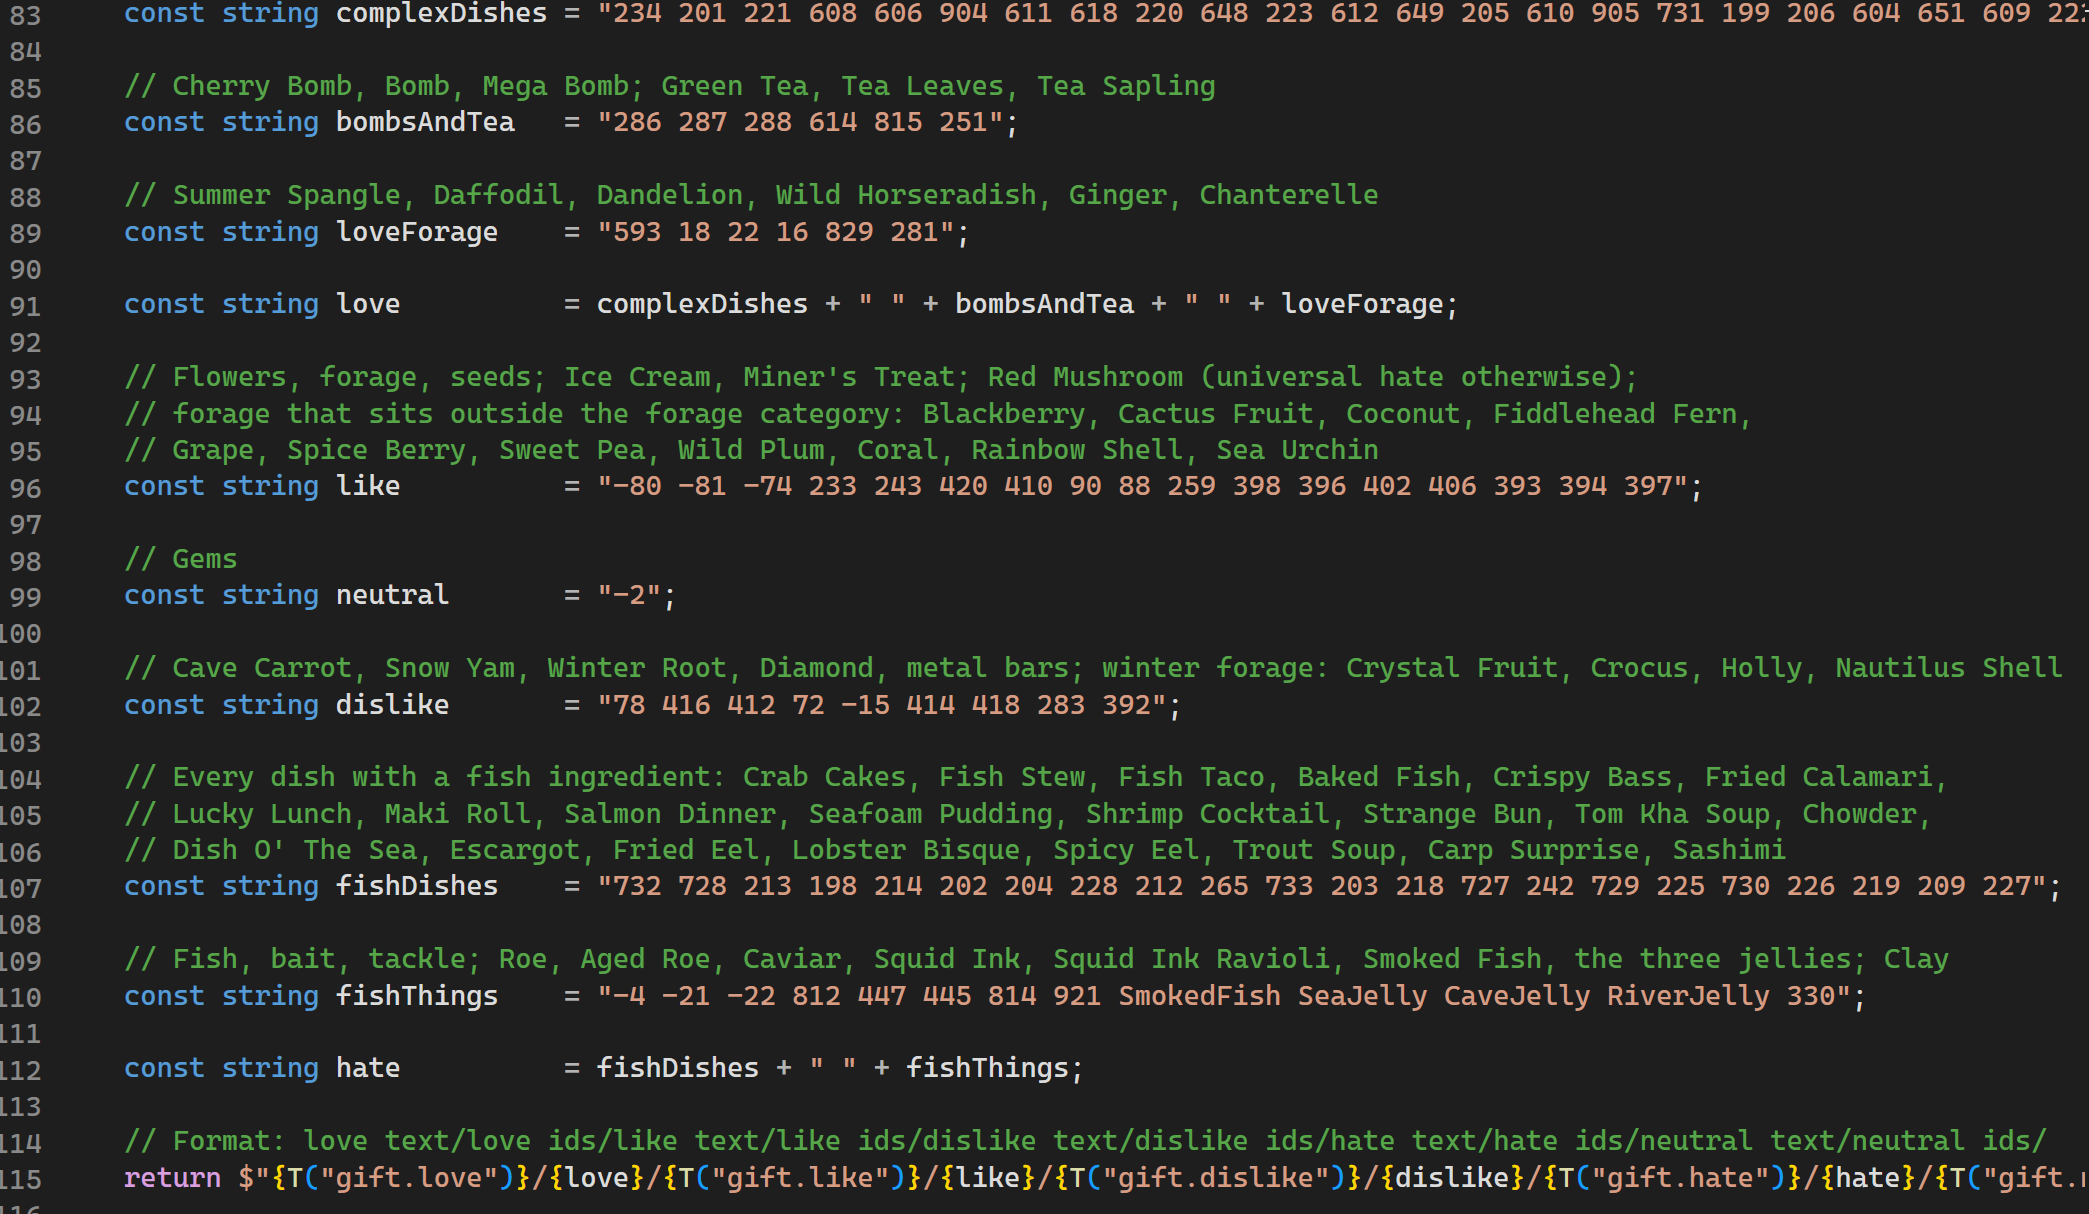 83 const string complexDishes = "234 201 221 608 606 904 611 618 220 648 223 612 649 205 610 905 731 199 206 604 651 609 22
84
85 // Cherry Bomb, Bomb, Mega Bomb; Green Tea, Tea Leaves, Tea Sapling
86 const string bombsAndTea = "286 287 288 614 815 251";
87
88 // Summer Spangle, Daffodil, Dandelion, Wild Horseradish, Ginger, Chanterelle
89 const string loveForage = "593 18 22 16 829 281";
90
91 const string love = complexDishes + " " + bombsAndTea + " " + loveForage;
92
93 // Flowers, forage, seeds; Ice Cream, Miner's Treat; Red Mushroom (universal hate otherwise);
94 // forage that sits outside the forage category: Blackberry, Cactus Fruit, Coconut, Fiddlehead Fern,
95 // Grape, Spice Berry, Sweet Pea, Wild Plum, Coral, Rainbow Shell, Sea Urchin
96 const string like = "-80 -81 -74 233 243 420 410 90 88 259 398 396 402 406 393 394 397";
97
98 // Gems
99 const string neutral = "-2";
100
101 // Cave Carrot, Snow Yam, Winter Root, Diamond, metal bars; winter forage: Crystal Fruit, Crocus, Holly, Nautilus Shell
102 const string dislike = "78 416 412 72 -15 414 418 283 392";
103
104 // Every dish with a fish ingredient: Crab Cakes, Fish Stew, Fish Taco, Baked Fish, Crispy Bass, Fried Calamari,
105 // Lucky Lunch, Maki Roll, Salmon Dinner, Seafoam Pudding, Shrimp Cocktail, Strange Bun, Tom Kha Soup, Chowder,
106 // Dish O' The Sea, Escargot, Fried Eel, Lobster Bisque, Spicy Eel, Trout Soup, Carp Surprise, Sashimi
107 const string fishDishes = "732 728 213 198 214 202 204 228 212 265 733 203 218 727 242 729 225 730 226 219 209 227";
108
109 // Fish, bait, tackle; Roe, Aged Roe, Caviar, Squid Ink, Squid Ink Ravioli, Smoked Fish, the three jellies; Clay
110 const string fishThings = "-4 -21 -22 812 447 445 814 921 SmokedFish SeaJelly CaveJelly RiverJelly 330";
111
112 const string hate = fishDishes + " " + fishThings;
113
114 // Format: love text/love ids/like text/like ids/dislike text/dislike ids/hate text/hate ids/neutral text/neutral ids/
115 return $"{T("gift.love")}/{love}/{T("gift.like")}/{like}/{T("gift.dislike")}/{dislike}/{T("gift.hate")}/{hate}/{T("gift.